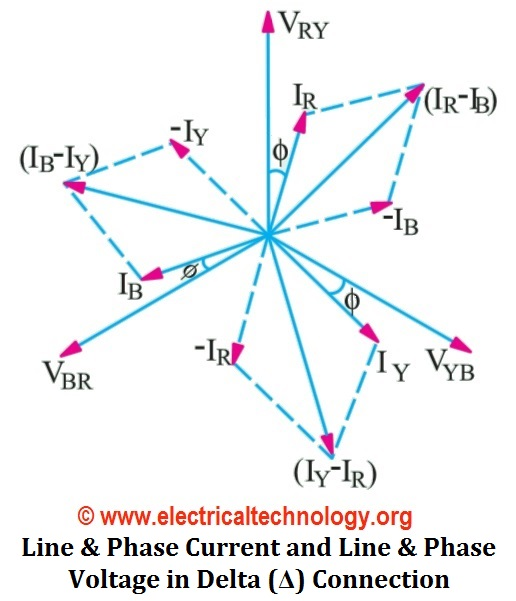 V_RY
I_R
(I_R-I_B)
-I_Y
ϕ
(I_B-I_Y)
-I_B
I_B
ø
ϕ
-I_R
I_Y
V_YB
V_BR
(I_Y-I_R)
© www.electricaltechnology.org
Line & Phase Current and Line & Phase
Voltage in Delta (Δ) Connection